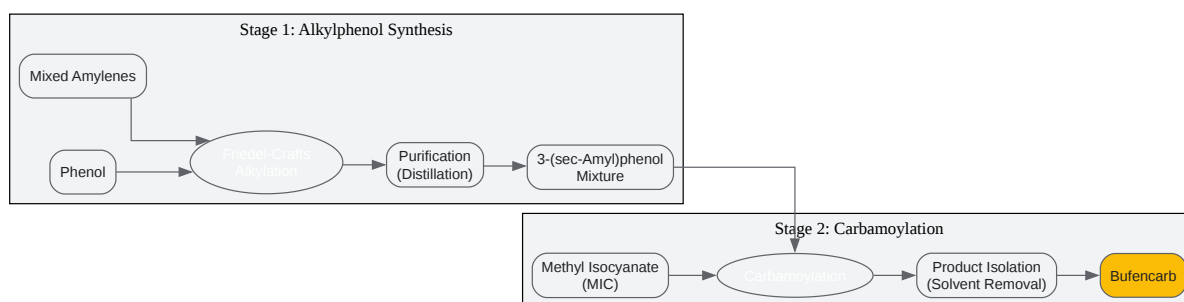 Stage 1: Alkylphenol Synthesis
Mixed Amylenes
Phenol
Friedel-Crafts
Alkylation
Purification
(Distillation)
3-(sec-Amyl)phenol
Mixture
Stage 2: Carbamoylation
Methyl Isocyanate
(MIC)
Carbamoylation
Product Isolation
(Solvent Removal)
Bufencarb